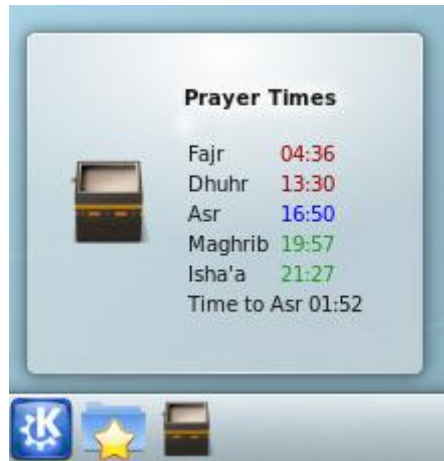 Prayer Times
Fajr 04:36
Dhuhr 13:30
Asr 16:50
Maghrib 19:57
Isha'a 21:27
Time to Asr 01:52
K